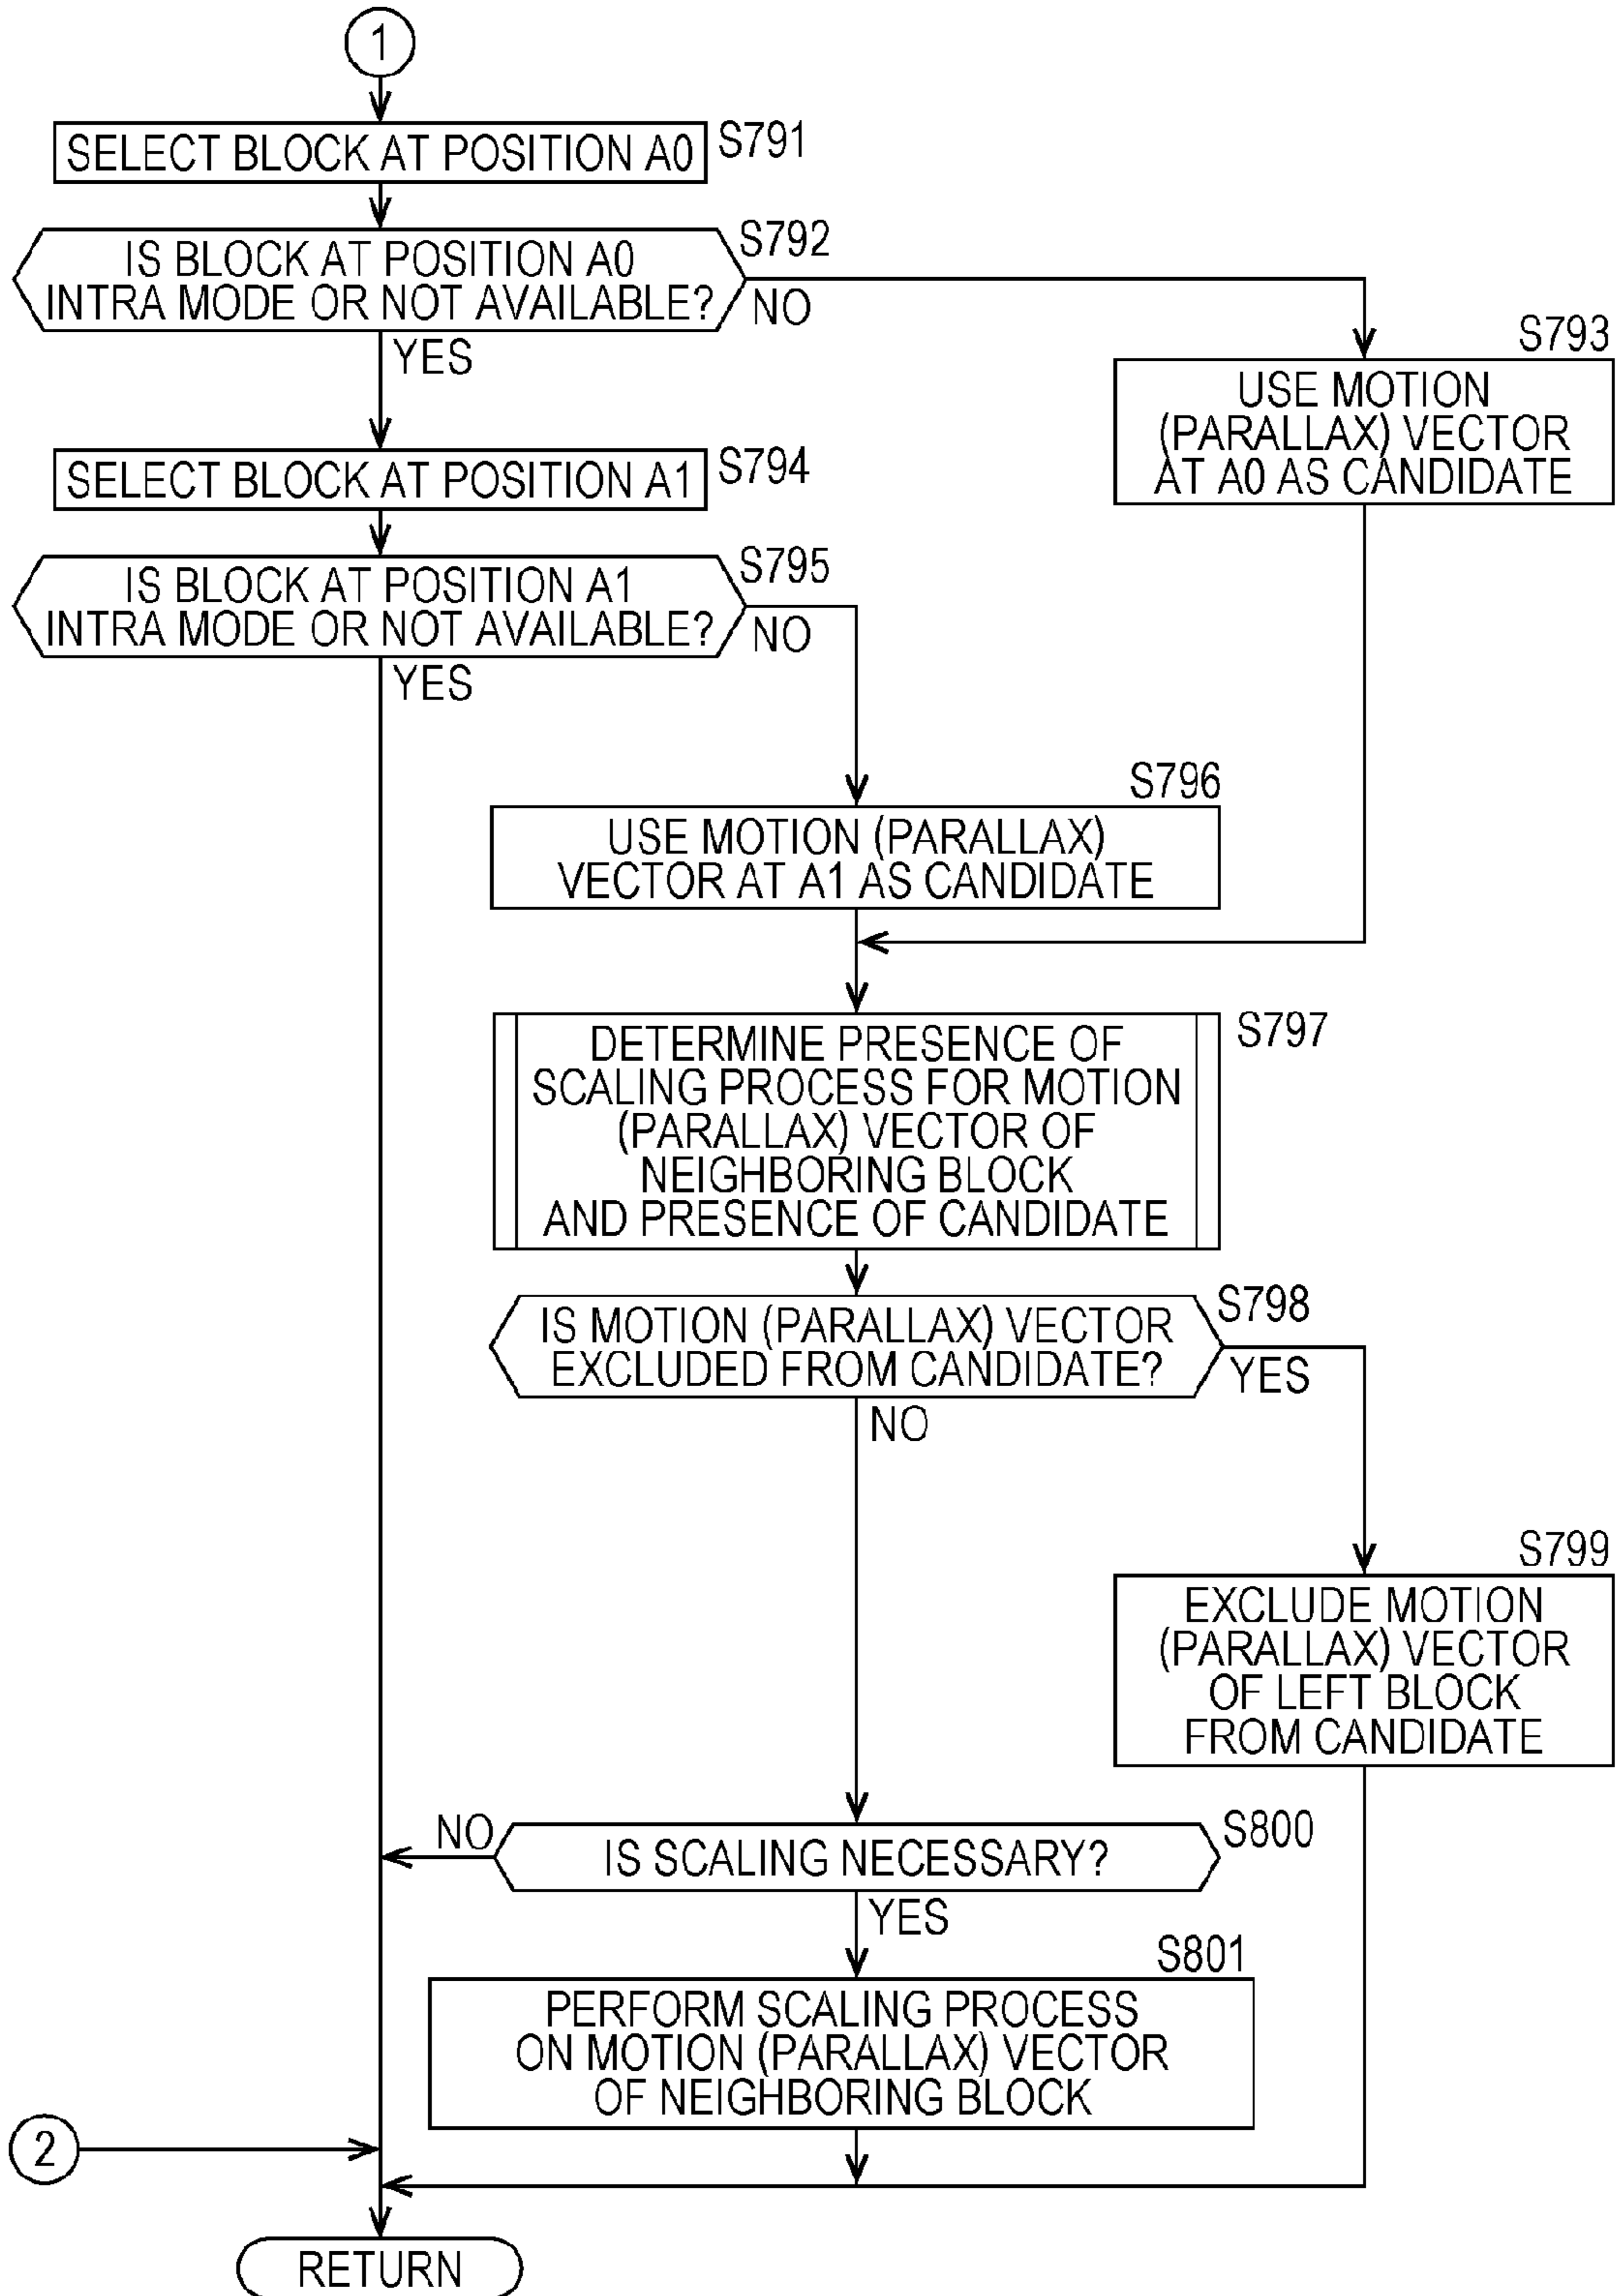 1
SELECT BLOCK AT POSITION A0
S791
IS BLOCK AT POSITION A0
INTRA MODE OR NOT AVAILABLE?
S792
NO
YES
S793
USE MOTION
(PARALLAX) VECTOR
AT A0 AS CANDIDATE
SELECT BLOCK AT POSITION A1
S794
IS BLOCK AT POSITION A1
INTRA MODE OR NOT AVAILABLE?
S795
NO
YES
S796
USE MOTION (PARALLAX)
VECTOR AT A1 AS CANDIDATE
DETERMINE PRESENCE OF
SCALING PROCESS FOR MOTION
(PARALLAX) VECTOR OF
NEIGHBORING BLOCK
AND PRESENCE OF CANDIDATE
S797
IS MOTION (PARALLAX) VECTOR
EXCLUDED FROM CANDIDATE?
S798
YES
NO
S799
EXCLUDE MOTION
(PARALLAX) VECTOR
OF LEFT BLOCK
FROM CANDIDATE
NO
IS SCALING NECESSARY?
S800
YES
S801
PERFORM SCALING PROCESS
ON MOTION (PARALLAX) VECTOR
OF NEIGHBORING BLOCK
2
RETURN